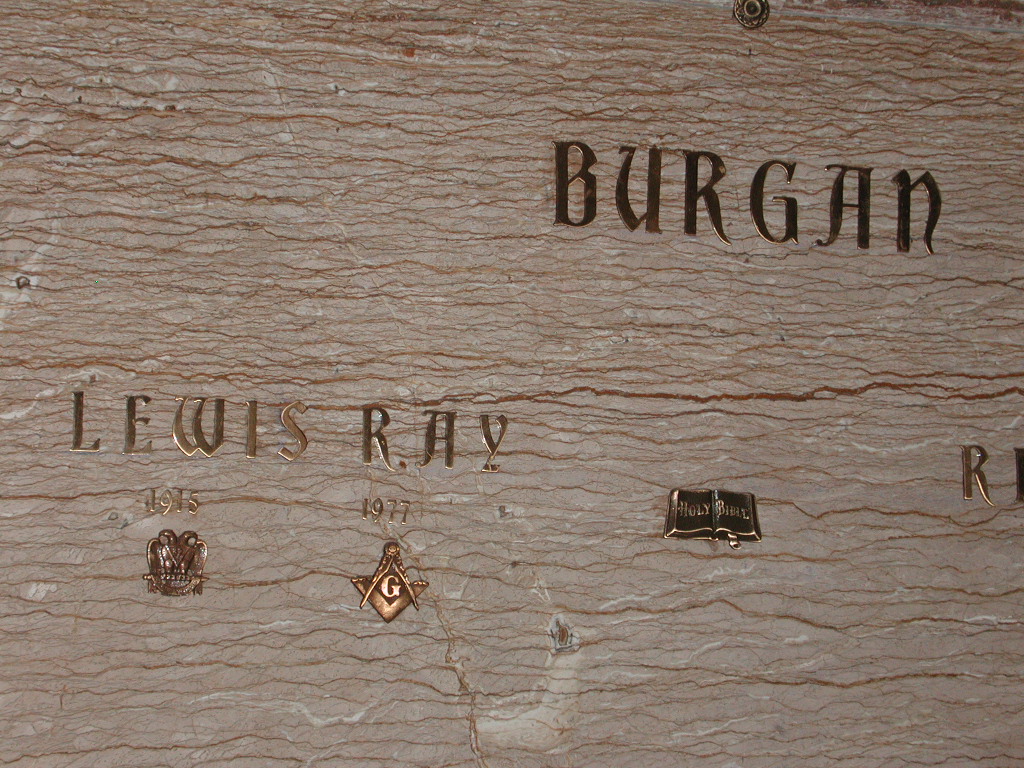 BURGAN
LEWIS RAY
1915 1977
G
HOLY BIBLE